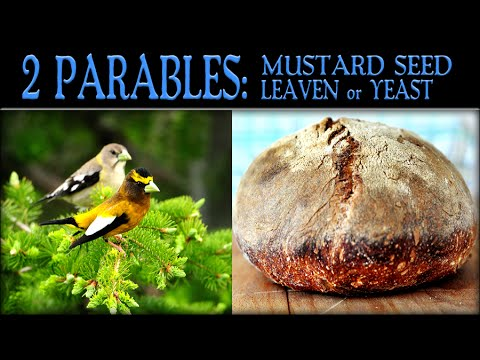 2 PARABLES: MUSTARD SEED
LEAVEN or YEAST